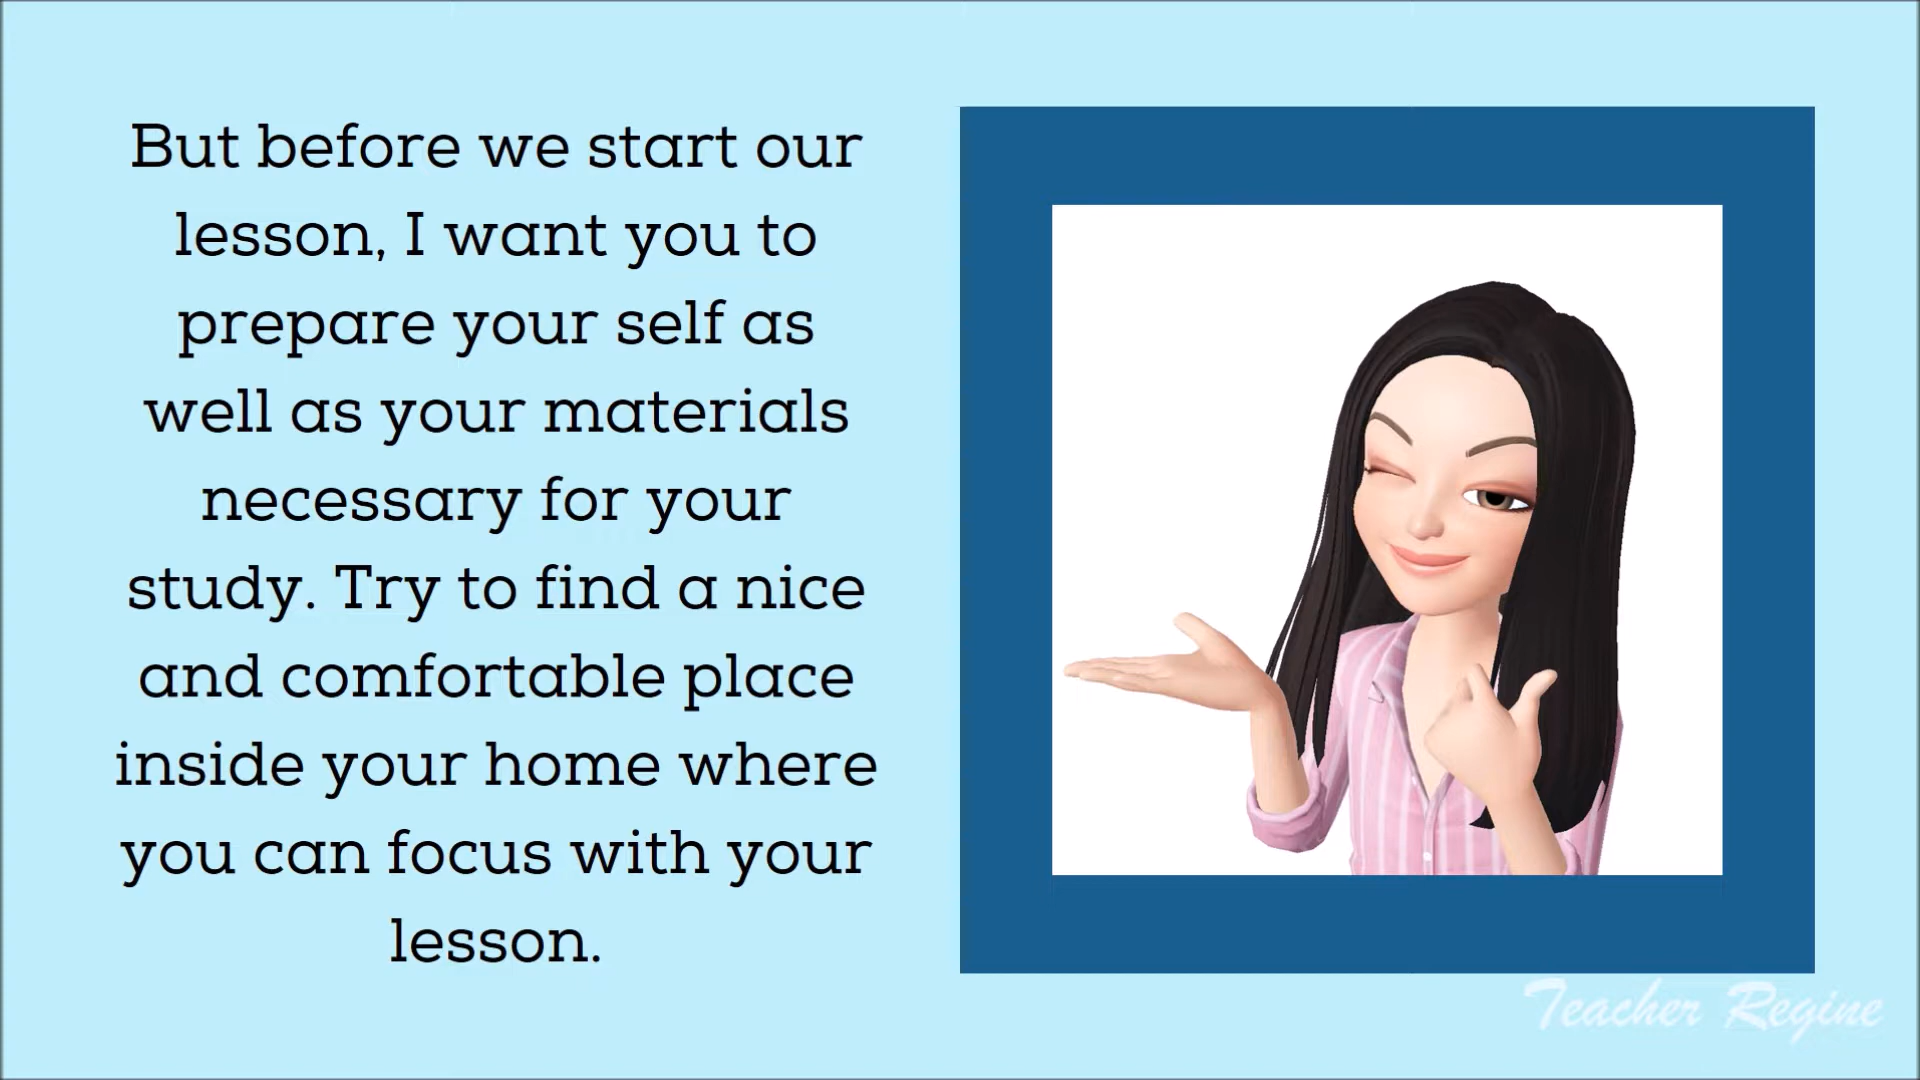 But before we start our
lesson, I want you to
prepare your self as
well as your materials
necessary for your
study. Try to find a nice
and comfortable place
inside your home where
you can focus with your
lesson.
Teacher Regine